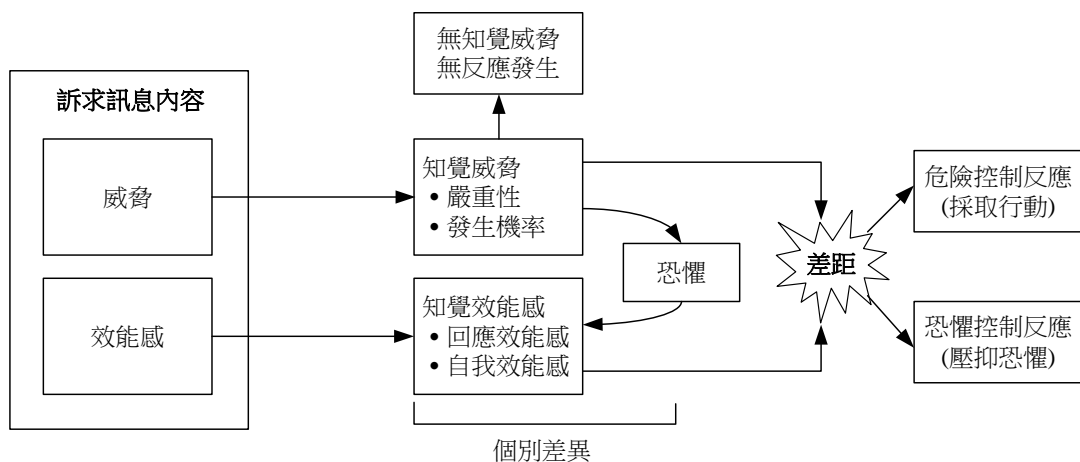 無知覺威脅
無反應發生
訴求訊息內容
威脅
效能感
知覺威脅
• 嚴重性
• 發生機率
恐懼
知覺效能感
• 回應效能感
• 自我效能感
差距
危險控制反應
(採取行動)
恐懼控制反應
(壓抑恐懼)
個別差異